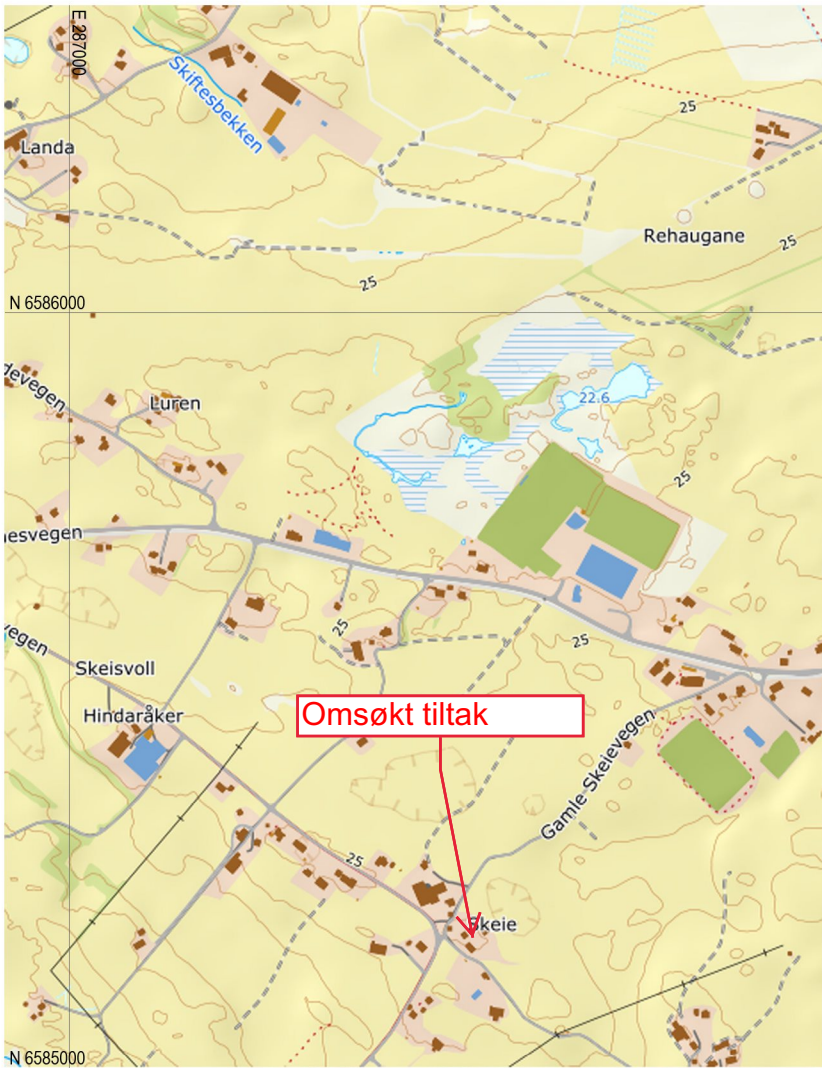 E 287000
Skiftesbekken
25
Landa
Rehaugane
25
25
N 6586000
devegen
Luren
22.6
25
nesvegen
25
25
vegen
Skeisvoll
Hindaråker
Omsøkt tiltak
Gamle Skeievegen
25
Skeie
N 6585000